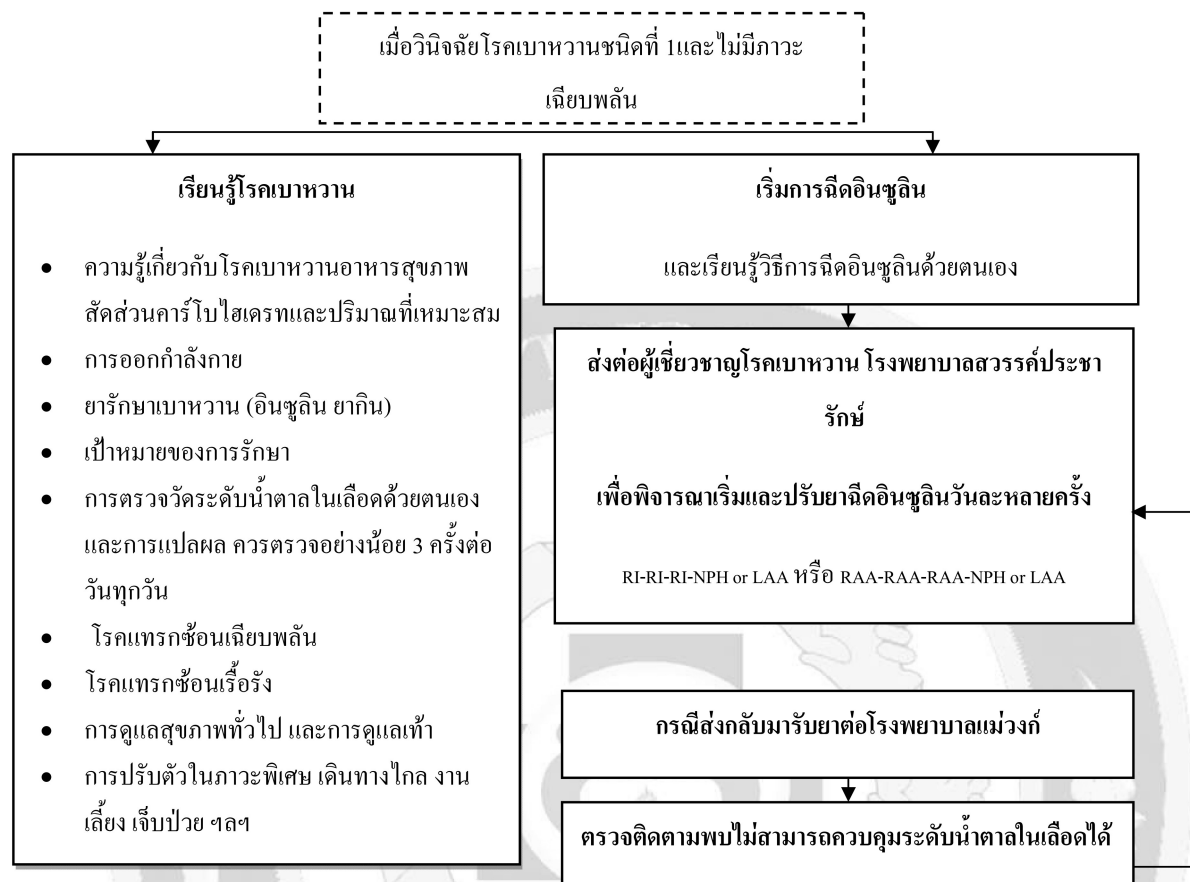 เมื่อวินิจฉัยโรคเบาหวานชนิดที่ 1และไม่มีภาวะ
เฉียบพลัน
เรียนรู้โรคเบาหวาน
• ความรู้เกี่ยวกับโรคเบาหวานอาหารสุขภาพ
สัดส่วนคาร์โบไฮเดรทและปริมาณที่เหมาะสม
• การออกกำลังกาย
• ยารักษาเบาหวาน (อินซูลิน ยากิน)
• เป้าหมายของการรักษา
• การตรวจวัดระดับน้ำตาลในเลือดด้วยตนเอง
และการแปลผล ควรตรวจอย่างน้อย 3 ครั้งต่อ
วันทุกวัน
• โรคแทรกซ้อนเฉียบพลัน
• โรคแทรกซ้อนเรื้อรัง
• การดูแลสุขภาพทั่วไป และการดูแลเท้า
• การปรับตัวในภาวะพิเศษ เดินทางไกล งาน
เลี้ยง เจ็บป่วย ฯลฯ
เริ่มการฉีดอินซูลิน
และเรียนรู้วิธีการฉีดอินซูลินด้วยตนเอง
ส่งต่อผู้เชี่ยวชาญโรคเบาหวาน โรงพยาบาลสวรรค์ประชา
รักษ์
เพื่อพิจารณาเริ่มและปรับยาฉีดอินซูลินวันละหลายครั้ง
RI-RI-RI-NPH or LAA หรือ RAA-RAA-RAA-NPH or LAA
กรณีส่งกลับมารับยาต่อโรงพยาบาลแม่วงก์
ตรวจติดตามพบไม่สามารถควบคุมระดับน้ำตาลในเลือดได้